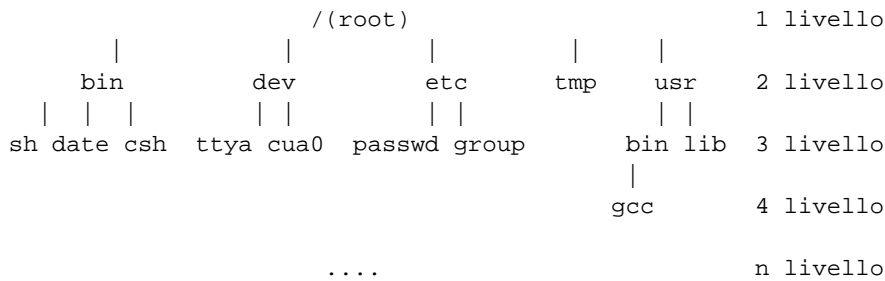 /(root) 1 livello
| | | | |
bin dev etc tmp usr 2 livello
| | | | | | | | |
sh date csh ttya cua0 passwd group bin lib 3 livello
|
gcc 4 livello
.... n livello